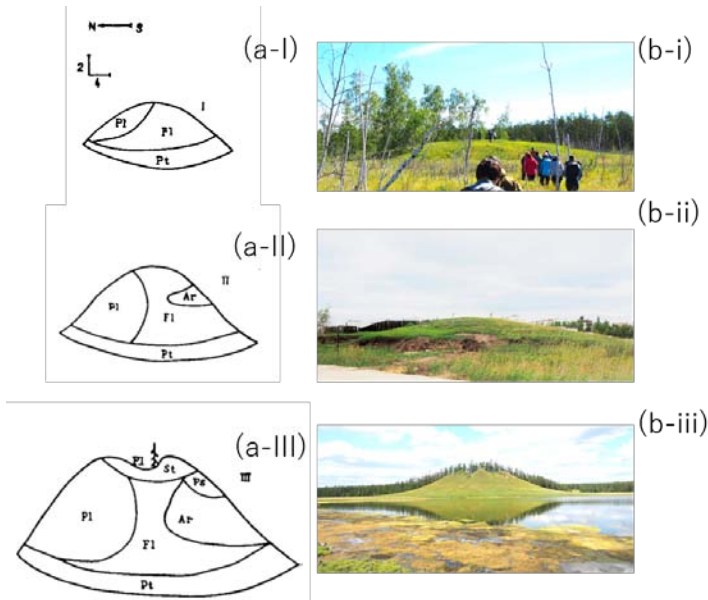 N S
(a-I)
(b-i)
2
4
I
Pl
Fl
Pt
(b-ii)
(a-II)
II
Pl
Ar
Fl
Pt
(b-iii)
(a-III)
Pl
St
III
Fs
Pl
Ar
Fl
Pt